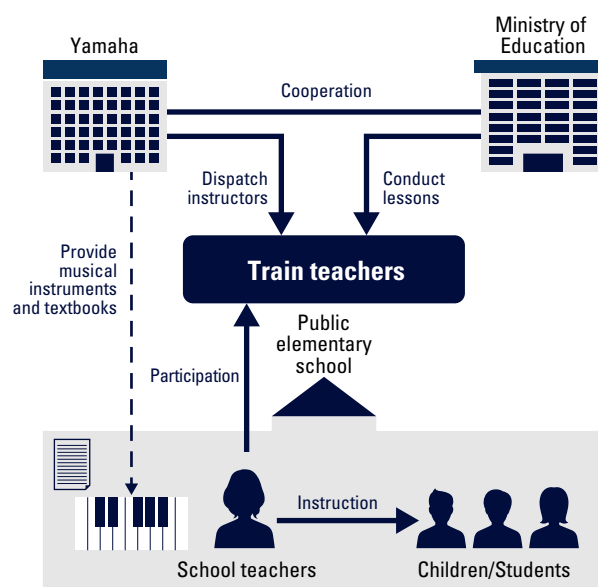 Yamaha
Ministry of
Education
Cooperation
Dispatch
instructors
Conduct
lessons
Provide
musical
instruments
and textbooks
Train teachers
Public
elementary
school
Participation
Instruction
School teachers
Children/Students